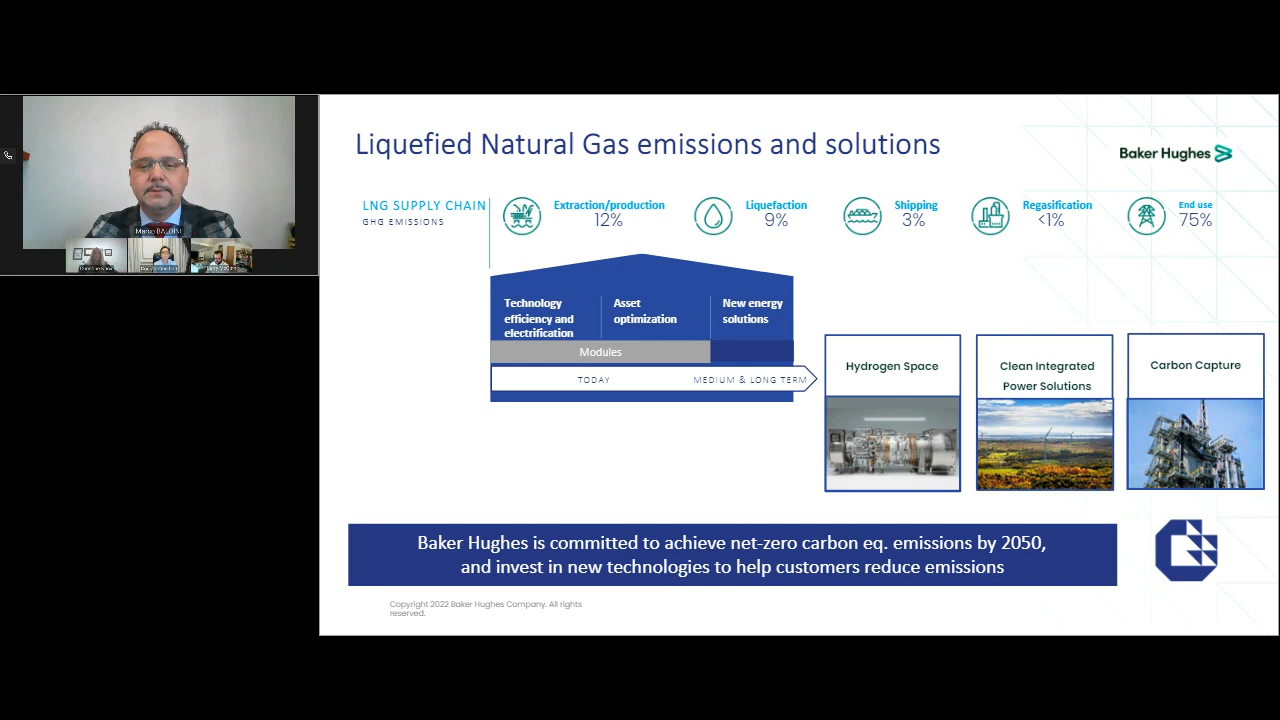 Liquefied Natural Gas emissions and solutions
Baker Hughes
LNG SUPPLY CHAIN
GHG EMISSIONS
Extraction/production
12%
Liquefaction
9%
Shipping
3%
Regasification
<1%
End use
75%
Technology
efficiency and
electrification
Asset
optimization
New energy
solutions
Modules
TODAY
MEDIUM & LONG TERM
Hydrogen Space
Clean Integrated
Power Solutions
Carbon Capture
Baker Hughes is committed to achieve net-zero carbon eq. emissions by 2050,
and invest in new technologies to help customers reduce emissions
Copyright 2022 Baker Hughes Company. All rights
reserved.
Marco BALDINI